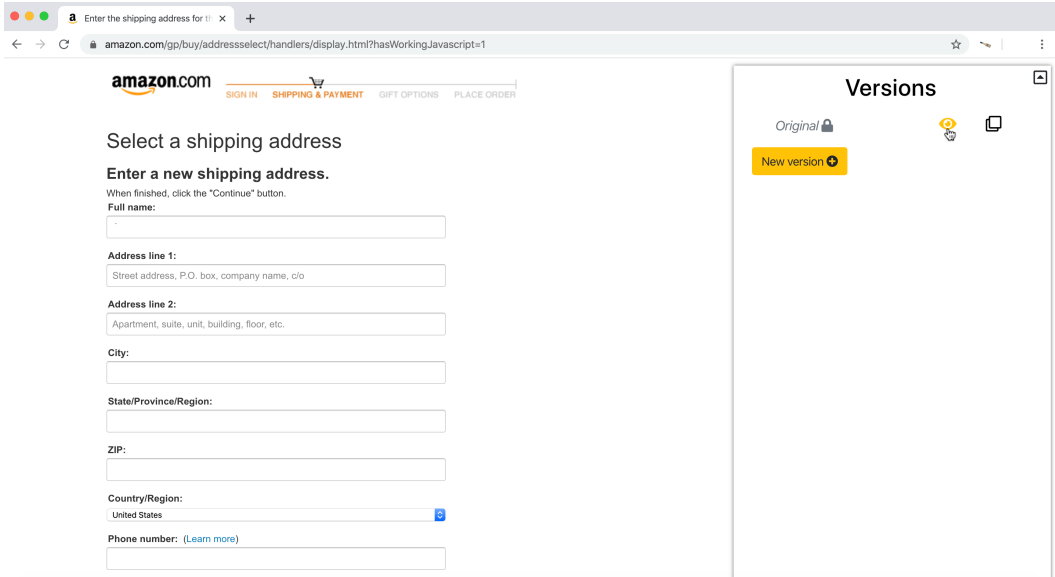 a Enter the shipping address for th
amazon.com/gp/buy/addressselect/handlers/display.html?hasWorkingJavascript=1
amazon.com
SIGN IN SHIPPING & PAYMENT GIFT OPTIONS PLACE ORDER
Select a shipping address
Enter a new shipping address.
When finished, click the "Continue" button.
Full name:
Address line 1:
Street address, P.O. box, company name, c/o
Address line 2:
Apartment, suite, unit, building, floor, etc.
City:
State/Province/Region:
ZIP:
Country/Region:
United States
Phone number: (Learn more)
Versions
Original
New version